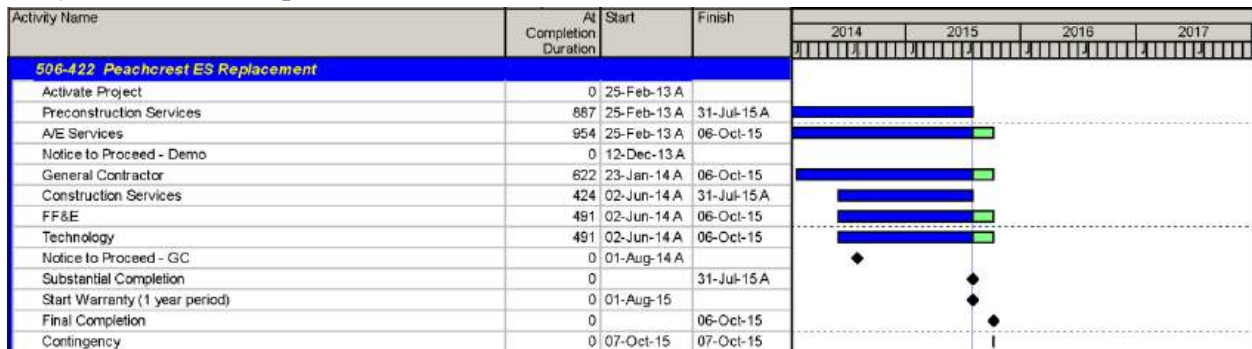 Activity Name At Start Finish
Completion
Duration
2014 2015 2016 2017
J J J J J J J J
506-422 Peachcrest ES Replacement
Activate Project 0 25-Feb-13 A
Preconstruction Services 887 25-Feb-13 A 31-Jul-15 A
A/E Services 954 25-Feb-13 A 06-Oct-15
Notice to Proceed - Demo 0 12-Dec-13 A
General Contractor 622 23-Jan-14 A 06-Oct-15
Construction Services 424 02-Jun-14 A 31-Jul-15 A
FF&E 491 02-Jun-14 A 06-Oct-15
Technology 491 02-Jun-14 A 06-Oct-15
Notice to Proceed - GC 0 01-Aug-14 A
Substantial Completion 0 31-Jul-15 A
Start Warranty (1 year period) 0 01-Aug-15
Final Completion 0 06-Oct-15
Contingency 0 07-Oct-15 07-Oct-15